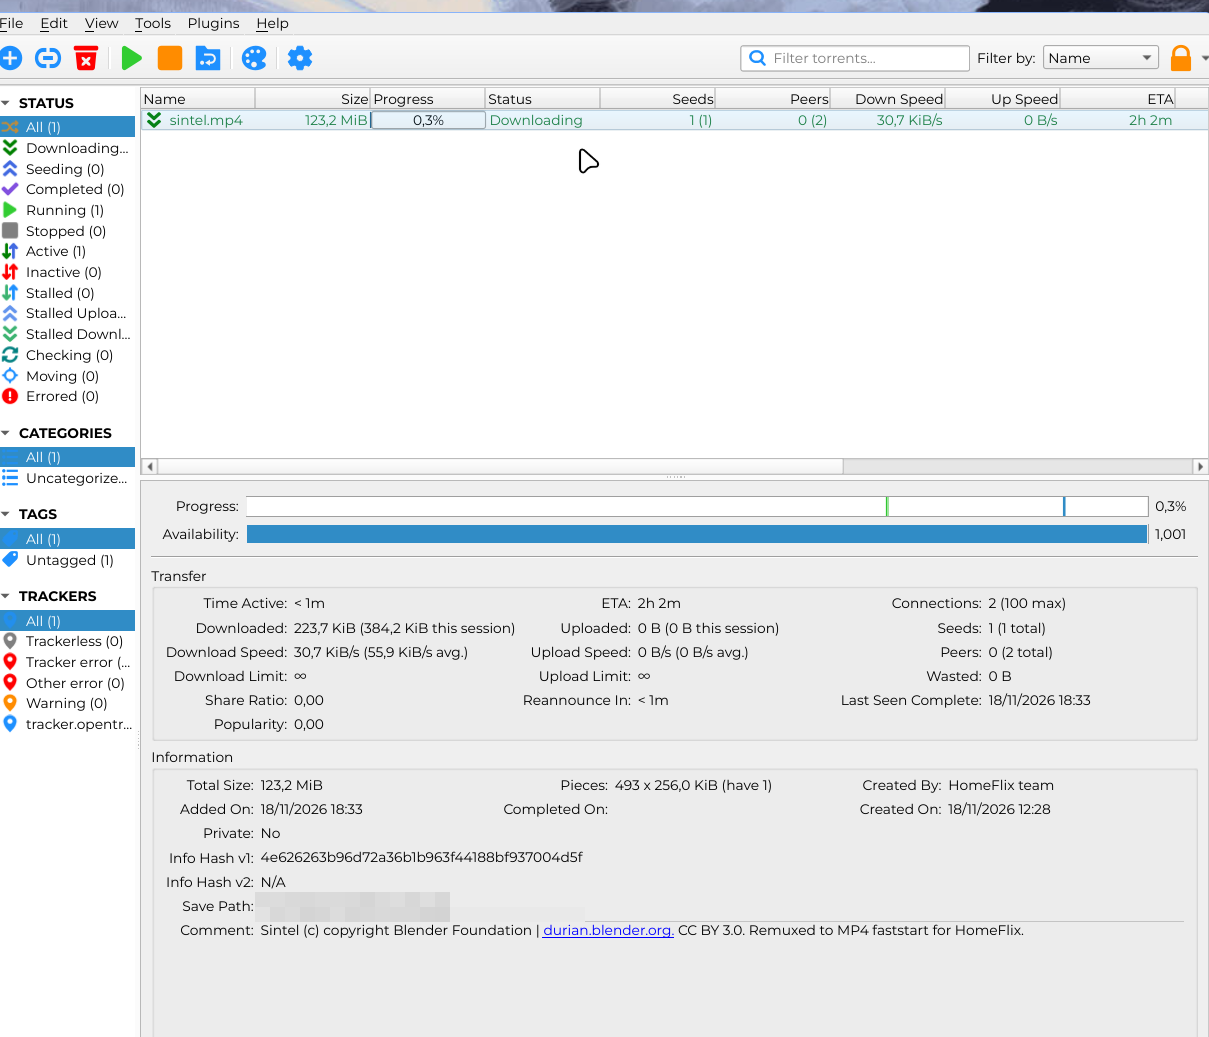 File Edit View Tools Plugins Help
Filter torrents... Filter by: Name
STATUS
All (1)
Downloading...
Seeding (0)
Completed (0)
Running (1)
Stopped (0)
Active (1)
Inactive (0)
Stalled (0)
Stalled Uploa...
Stalled Downl...
Checking (0)
Moving (0)
Errored (0)
CATEGORIES
All (1)
Uncategorize...
TAGS
All (1)
Untagged (1)
TRACKERS
All (1)
Trackerless (0)
Tracker error (...
Other error (0)
Warning (0)
tracker.opentr...
Name Size Progress Status Seeds Peers Down Speed Up Speed ETA
sintel.mp4 123,2 MiB 0,3% Downloading 1 (1) 0 (2) 30,7 KiB/s 0 B/s 2h 2m
Progress: 0,3%
Availability: 1,001
Transfer
Time Active: < 1m ETA: 2h 2m Connections: 2 (100 max)
Downloaded: 223,7 KiB (384,2 KiB this session) Uploaded: 0 B (0 B this session) Seeds: 1 (1 total)
Download Speed: 30,7 KiB/s (55,9 KiB/s avg.) Upload Speed: 0 B/s (0 B/s avg.) Peers: 0 (2 total)
Download Limit: ∞ Upload Limit: ∞ Wasted: 0 B
Share Ratio: 0,00 Reannounce In: < 1m Last Seen Complete: 18/11/2026 18:33
Popularity: 0,00
Information
Total Size: 123,2 MiB Pieces: 493 x 256,0 KiB (have 1) Created By: HomeFlix team
Added On: 18/11/2026 18:33 Completed On: Created On: 18/11/2026 12:28
Private: No
Info Hash v1: 4e626263b96d72a36b1b963f44188bf937004d5f
Info Hash v2: N/A
Save Path:
Comment: Sintel (c) copyright Blender Foundation | durian.blender.org. CC BY 3.0. Remuxed to MP4 faststart for HomeFlix.